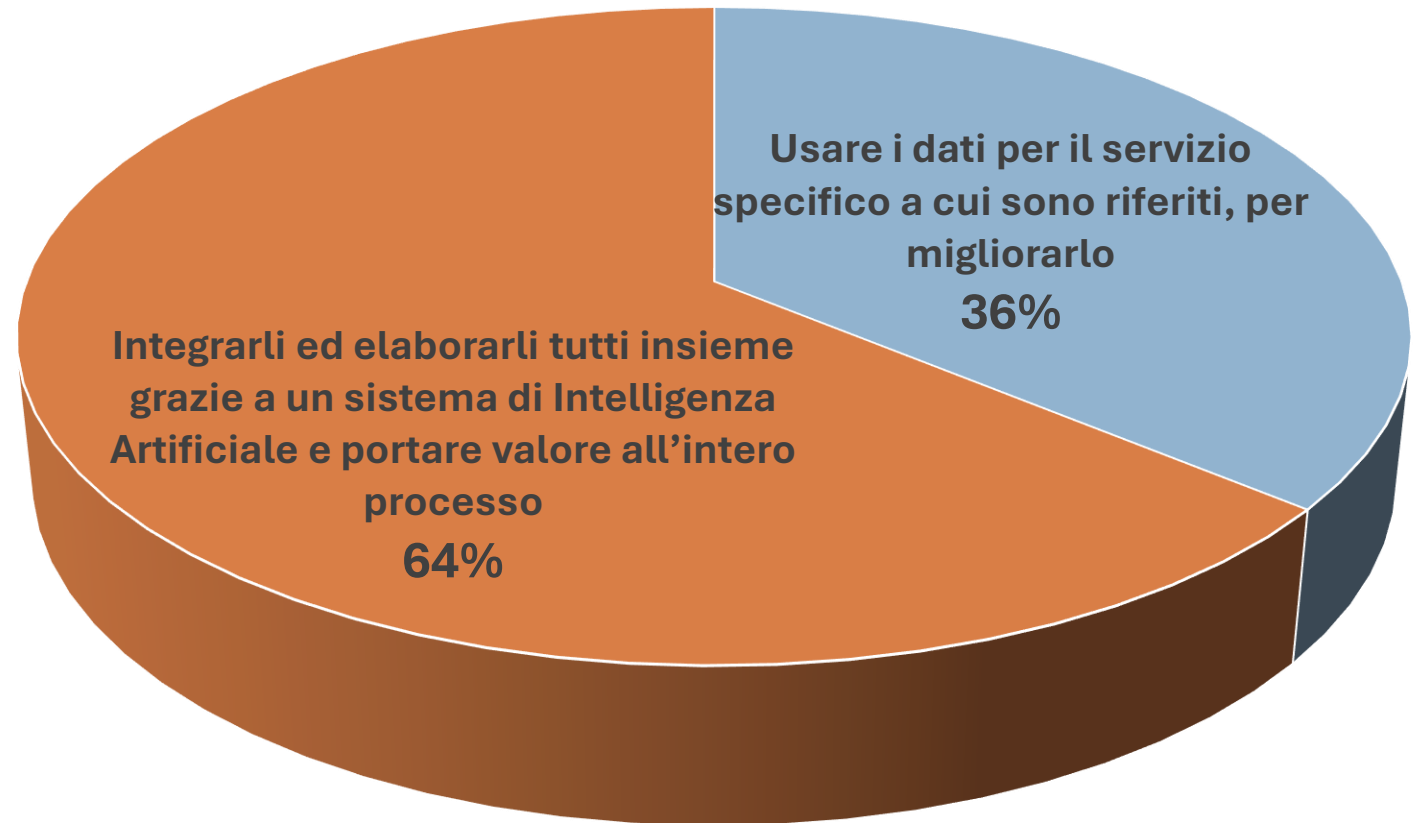 Usare i dati per il servizio
specifico a cui sono riferiti, per
migliorarlo
36%
Integrarli ed elaborarli tutti insieme
grazie a un sistema di Intelligenza
Artificiale e portare valore all’intero
processo
64%